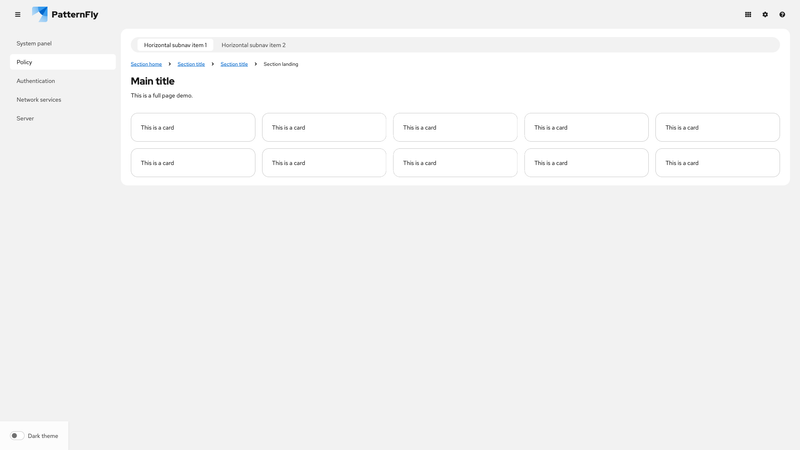 PatternFly
System panel
Policy
Authentication
Network services
Server
Horizontal subnav item 1 Horizontal subnav item 2
Section home Section title Section title Section landing
Main title
This is a full page demo.
This is a card This is a card This is a card This is a card This is a card
This is a card This is a card This is a card This is a card This is a card
Dark theme